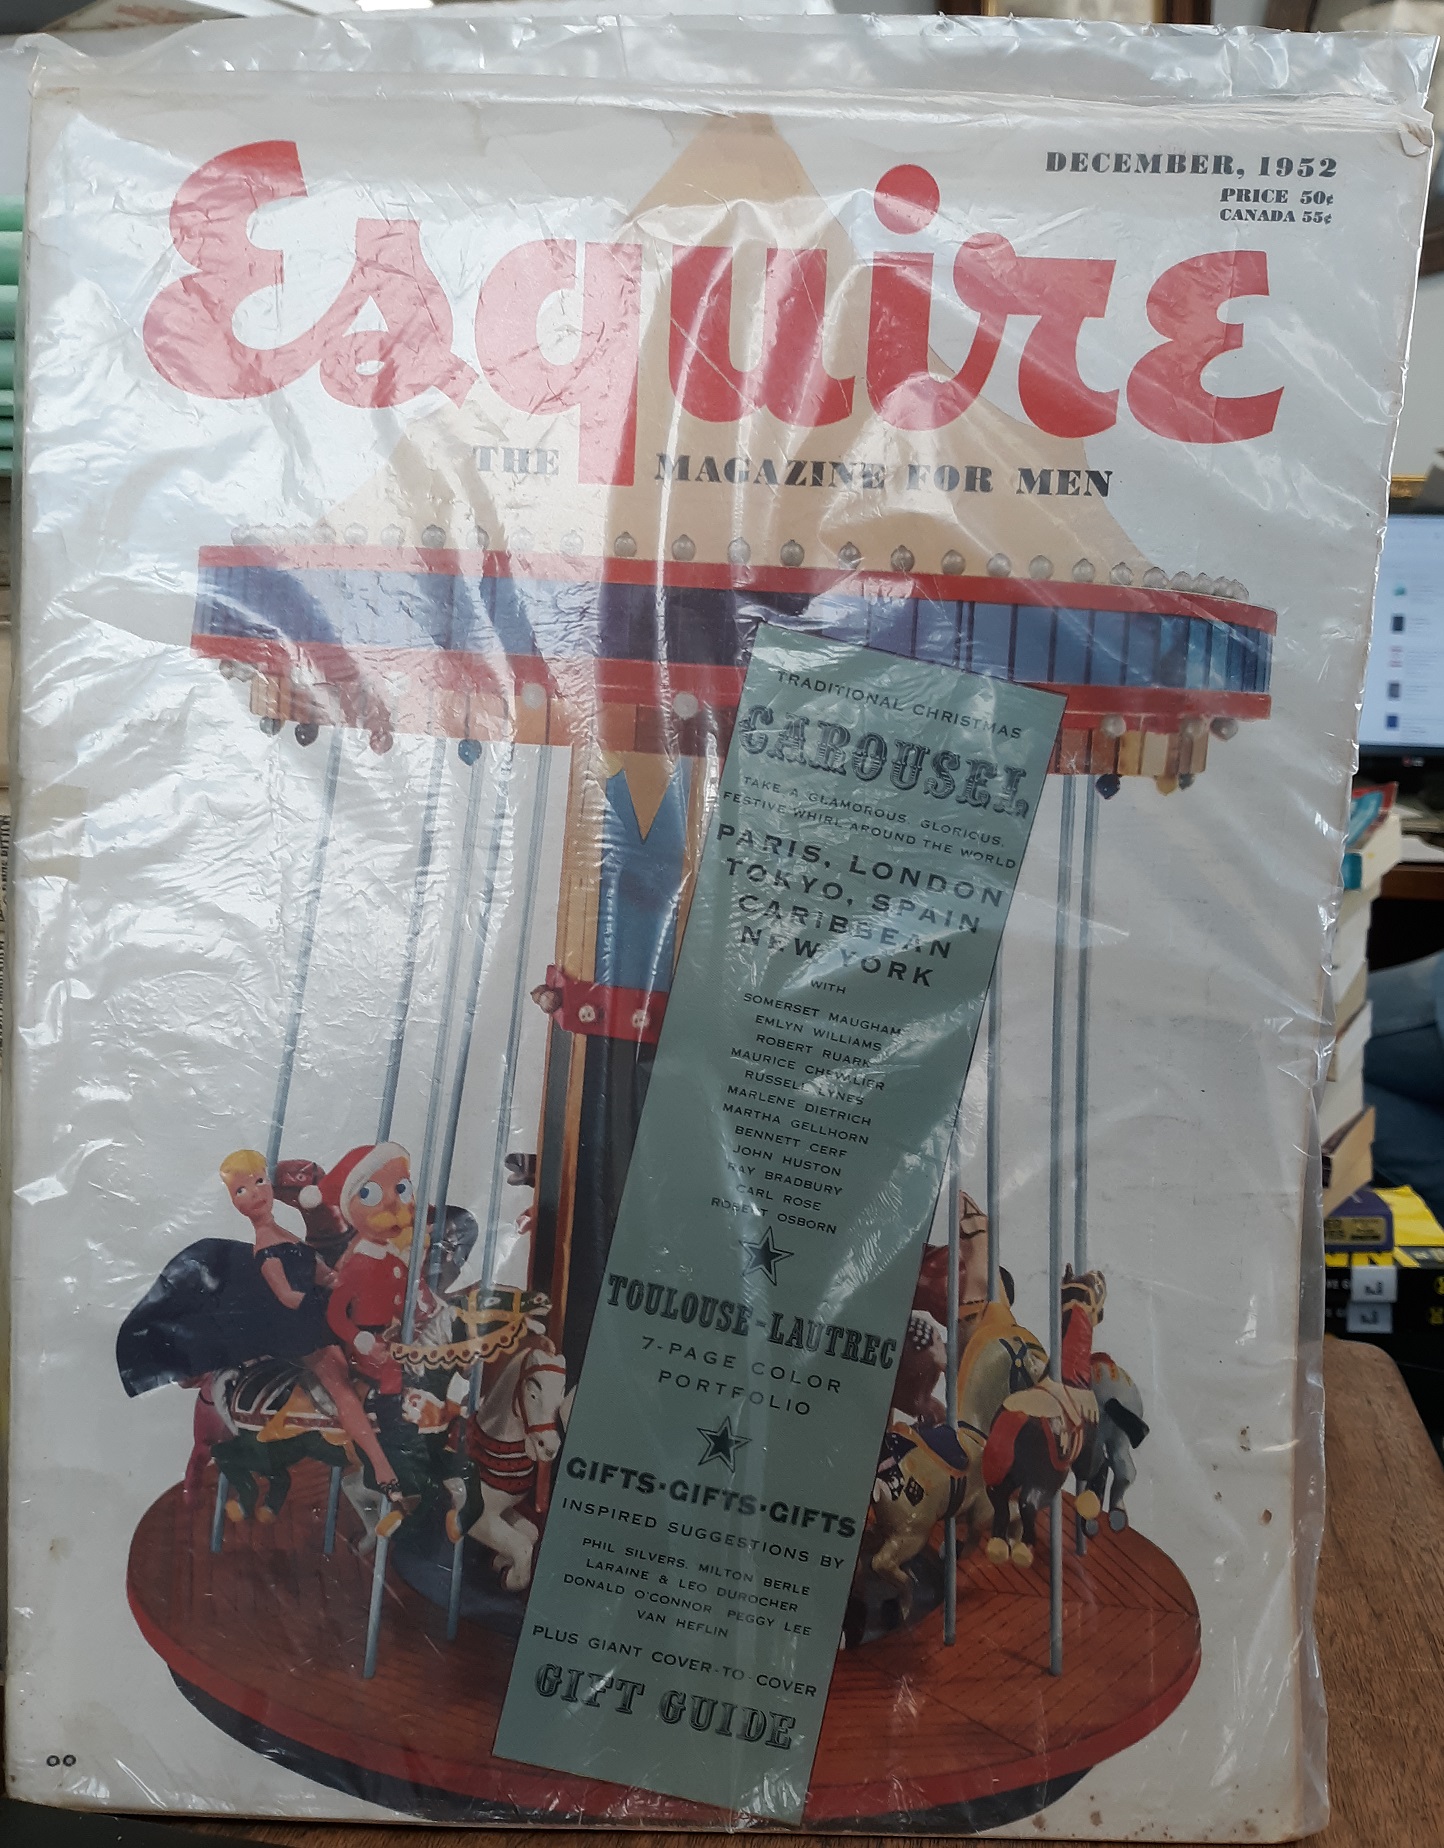 Esquire
DECEMBER, 1952
PRICE 50¢
CANADA 55¢
THE MAGAZINE FOR MEN
TRADITIONAL CHRISTMAS
CAROUSEL
TAKE A GLAMOROUS, GLORIOUS,
FESTIVE WHIRL AROUND THE WORLD
PARIS, LONDON
TOKYO, SPAIN
CARIBBEAN
NEW YORK
WITH
SOMERSET MAUGHAM
EMLYN WILLIAMS
ROBERT RUARK
MAURICE CHEVALIER
RUSSELL LYNES
MARLENE DIETRICH
MARTHA GELLHORN
BENNETT CERF
JOHN HUSTON
RAY BRADBURY
CARL ROSE
ROBERT OSBORN
TOULOUSE-LAUTREC
7-PAGE COLOR
PORTFOLIO
GIFTS·GIFTS·GIFTS
INSPIRED SUGGESTIONS BY
PHIL SILVERS, MILTON BERLE
LARAINE & LEO DUROCHER
DONALD O'CONNOR PEGGY LEE
VAN HEFLIN
PLUS GIANT COVER-TO-COVER
GIFT GUIDE